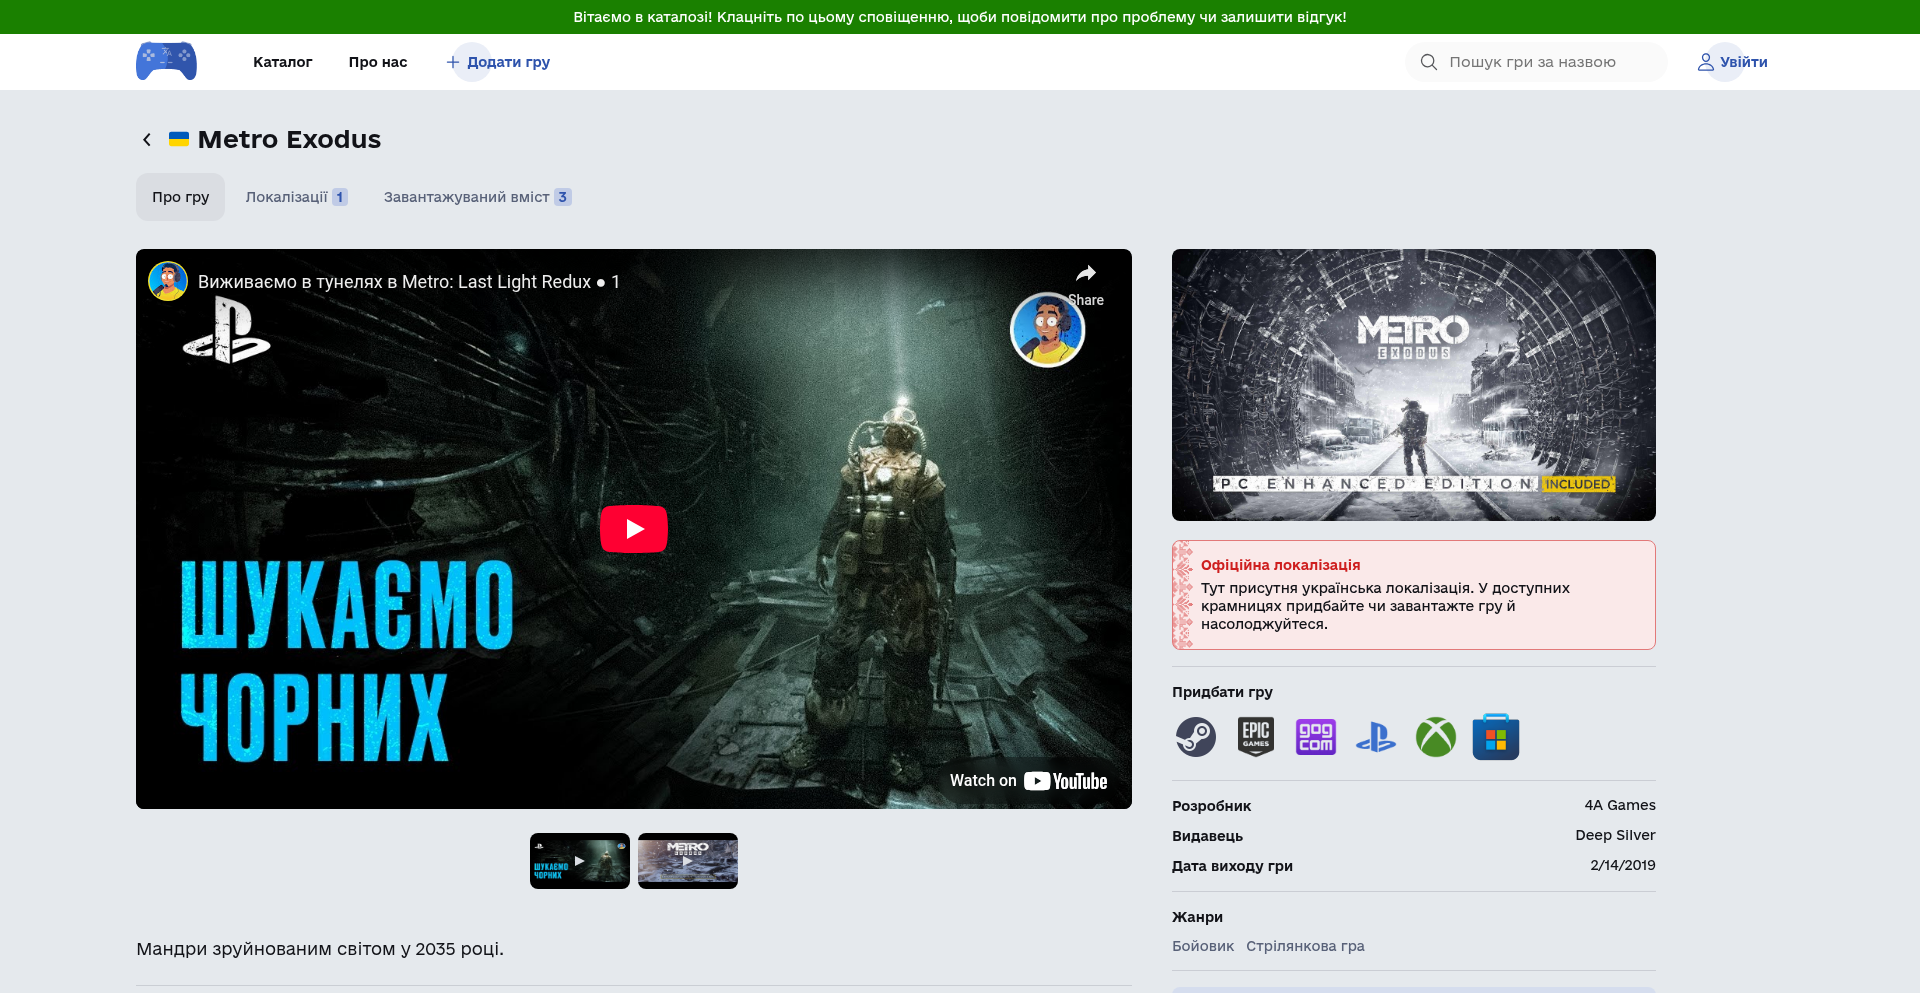 Вітаємо в каталозі! Клацніть по цьому сповіщенню, щоби повідомити про проблему чи залишити відгук!
Каталог
Про нас
Додати гру
Пошук гри за назвою
Увійти
Metro Exodus
Про гру
Локалізації 1
Завантажуваний вміст 3
Виживаємо в тунелях в Metro: Last Light Redux ● 1
Share
ШУКАЄМО
ЧОРНИХ
Watch on YouTube
METRO
EXODUS
PC ENHANCED EDITION INCLUDED
Офіційна локалізація
Тут присутня українська локалізація. У доступних
крамницях придбайте чи завантажте гру й
насолоджуйтеся.
Придбати гру
EPIC
GAMES
gog
com
Розробник 4A Games
Видавець Deep Silver
Дата виходу гри 2/14/2019
Жанри
Бойовик Стрілянкова гра
ШУКАЄМО
ЧОРНИХ
METRO
EXODUS
Мандри зруйнованим світом у 2035 році.